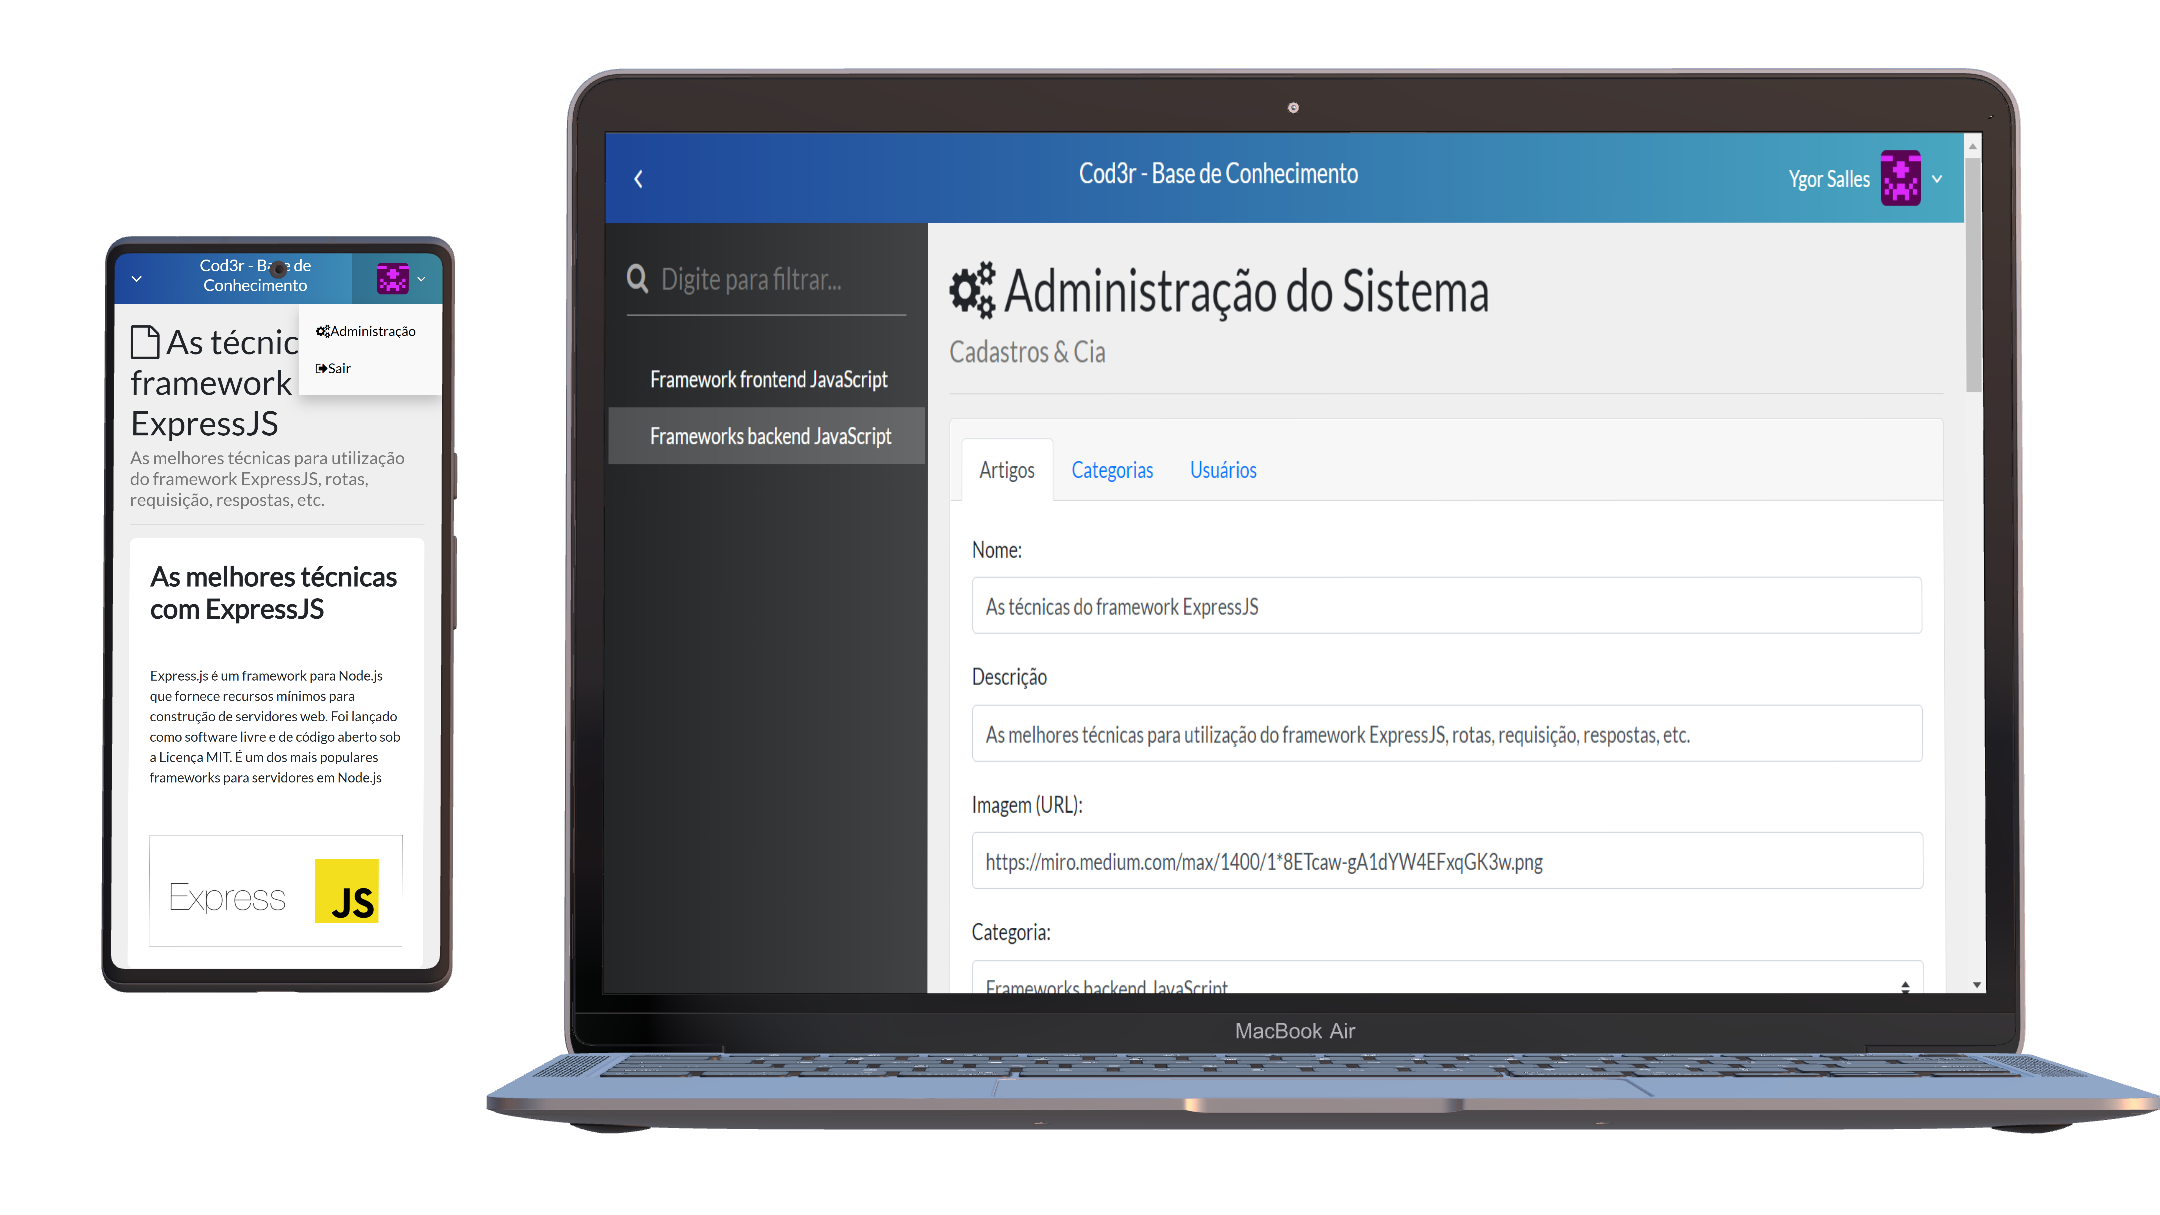 Cod3r - Base de
Conhecimento
Administração
Sair
As técnic
framework
ExpressJS
As melhores técnicas para utilização
do framework ExpressJS, rotas,
requisição, respostas, etc.
As melhores técnicas
com ExpressJS
Express.js é um framework para Node.js
que fornece recursos mínimos para
construção de servidores web. Foi lançado
como software livre e de código aberto sob
a Licença MIT. É um dos mais populares
frameworks para servidores em Node.js
Express JS
Cod3r - Base de Conhecimento
Ygor Salles
Digite para filtrar...
Framework frontend JavaScript
Frameworks backend JavaScript
Administração do Sistema
Cadastros & Cia
Artigos Categorias Usuários
Nome:
As técnicas do framework ExpressJS
Descrição
As melhores técnicas para utilização do framework ExpressJS, rotas, requisição, respostas, etc.
Imagem (URL):
https://miro.medium.com/max/1400/1*8ETcaw-gA1dYW4EFxqGK3w.png
Categoria:
Frameworks backend JavaScript
MacBook Air